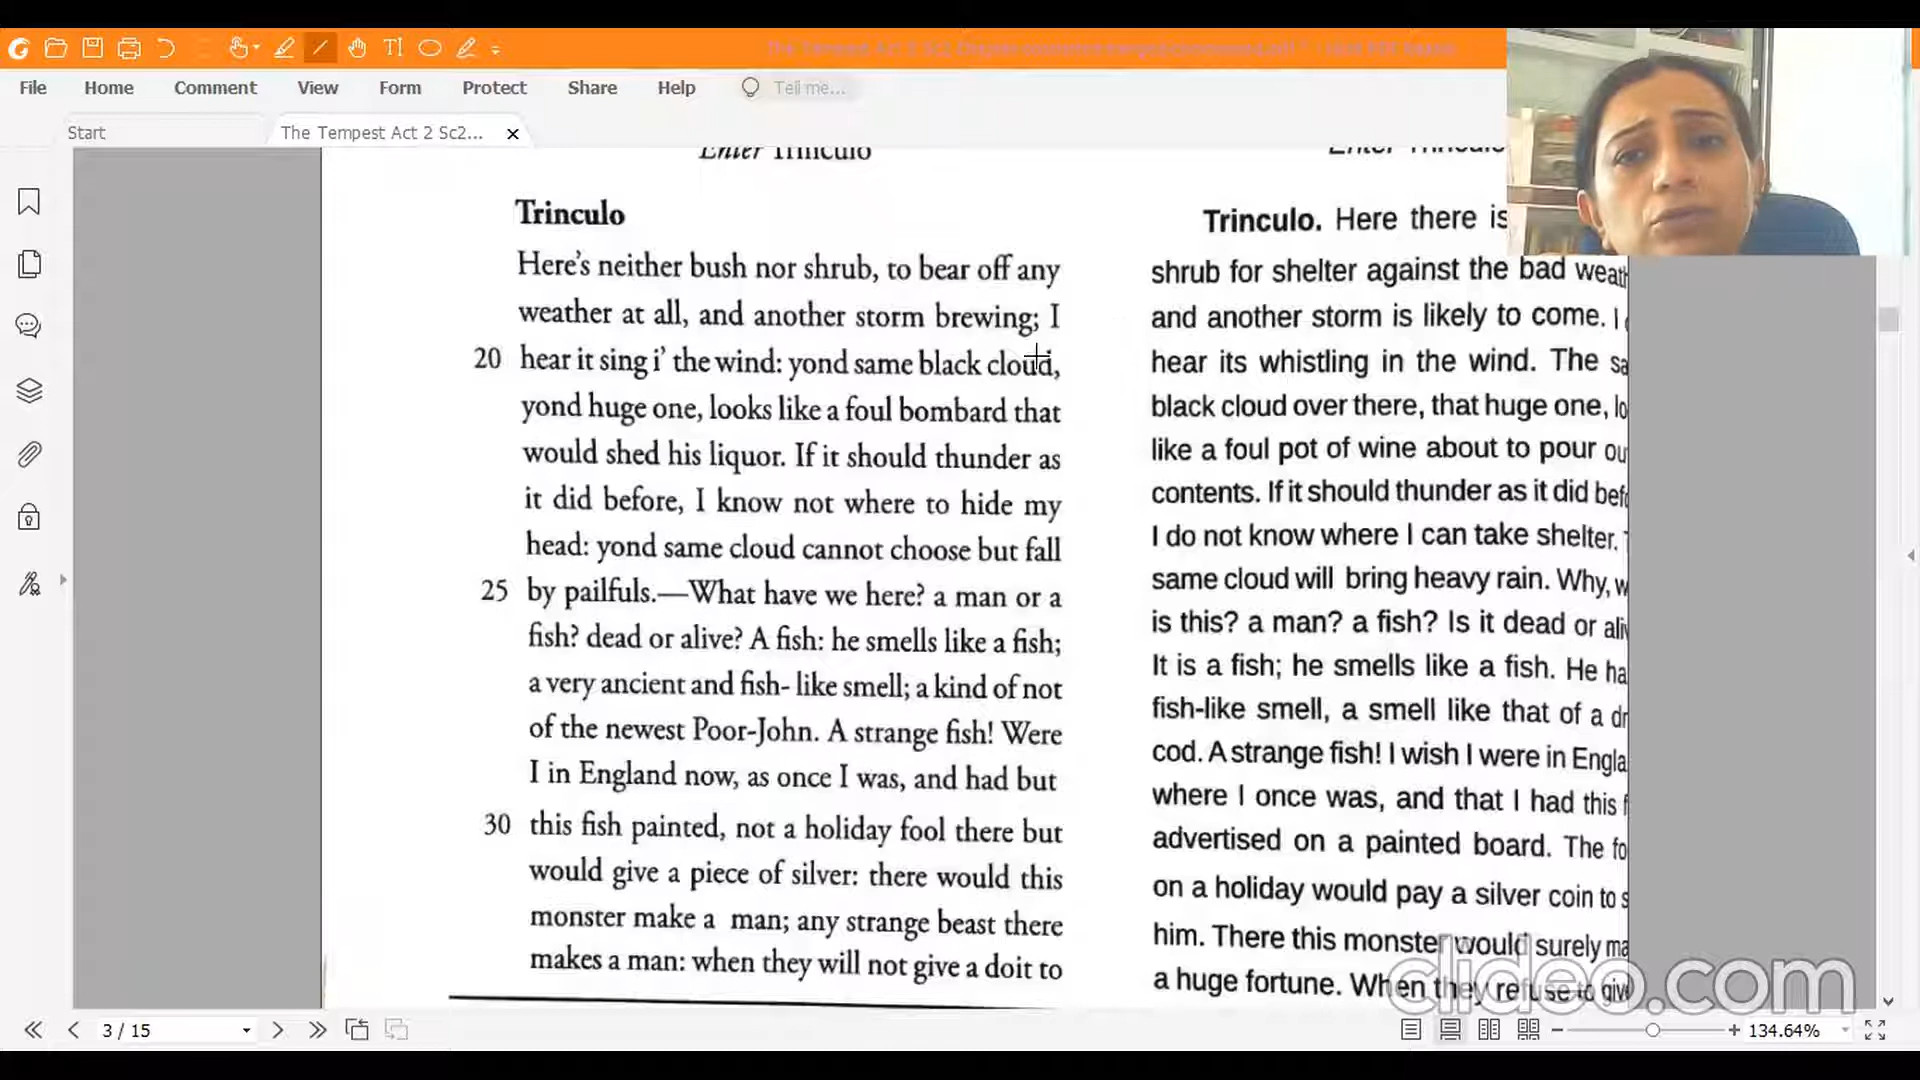 File Home Comment View Form Protect Share Help Tell me...
Start
The Tempest Act 2 Sc2...
Enter Trinculo
Trinculo
Here's neither bush nor shrub, to bear off any
weather at all, and another storm brewing; I
20 hear it sing i' the wind: yond same black cloud,
yond huge one, looks like a foul bombard that
would shed his liquor. If it should thunder as
it did before, I know not where to hide my
head: yond same cloud cannot choose but fall
25 by pailfuls.—What have we here? a man or a
fish? dead or alive? A fish: he smells like a fish;
a very ancient and fish- like smell; a kind of not
of the newest Poor-John. A strange fish! Were
I in England now, as once I was, and had but
30 this fish painted, not a holiday fool there but
would give a piece of silver: there would this
monster make a man; any strange beast there
makes a man: when they will not give a doit to
Enter
Trinculo. Here there is
shrub for shelter against the bad
and another storm is likely to come. I
hear its whistling in the wind. The
black cloud over there, that huge one,
like a foul pot of wine about to pour
contents. If it should thunder as it did
I do not know where I can take shelter.
same cloud will bring heavy rain. Why,
is this? a man? a fish? Is it dead or
It is a fish; he smells like a fish. He
fish-like smell, a smell like that of a
cod. A strange fish! I wish I were in
where I once was, and that I had this
advertised on a painted board. The
on a holiday would pay a silver coin to
him. There this monster would surely
a huge fortune. When they refuse to
clideo.com
3 / 15
134.64%